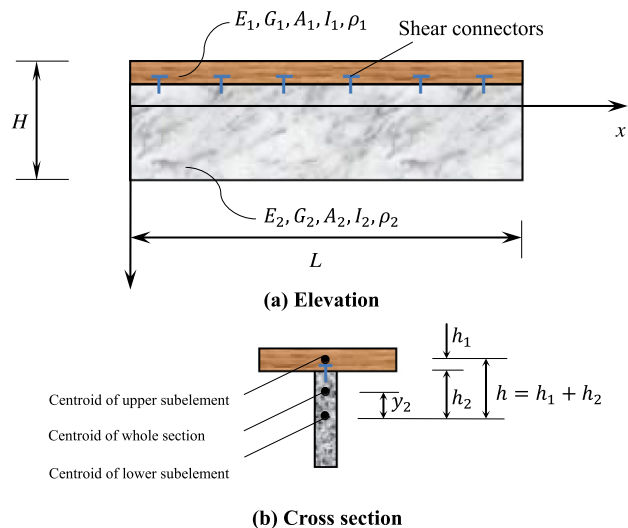 E₁, G₁, A₁, I₁, ρ₁
Shear connectors
H
x
E₂, G₂, A₂, I₂, ρ₂
L
(a) Elevation
h₁
h₂
h = h₁ + h₂
y₂
Centroid of upper subelement
Centroid of whole section
Centroid of lower subelement
(b) Cross section